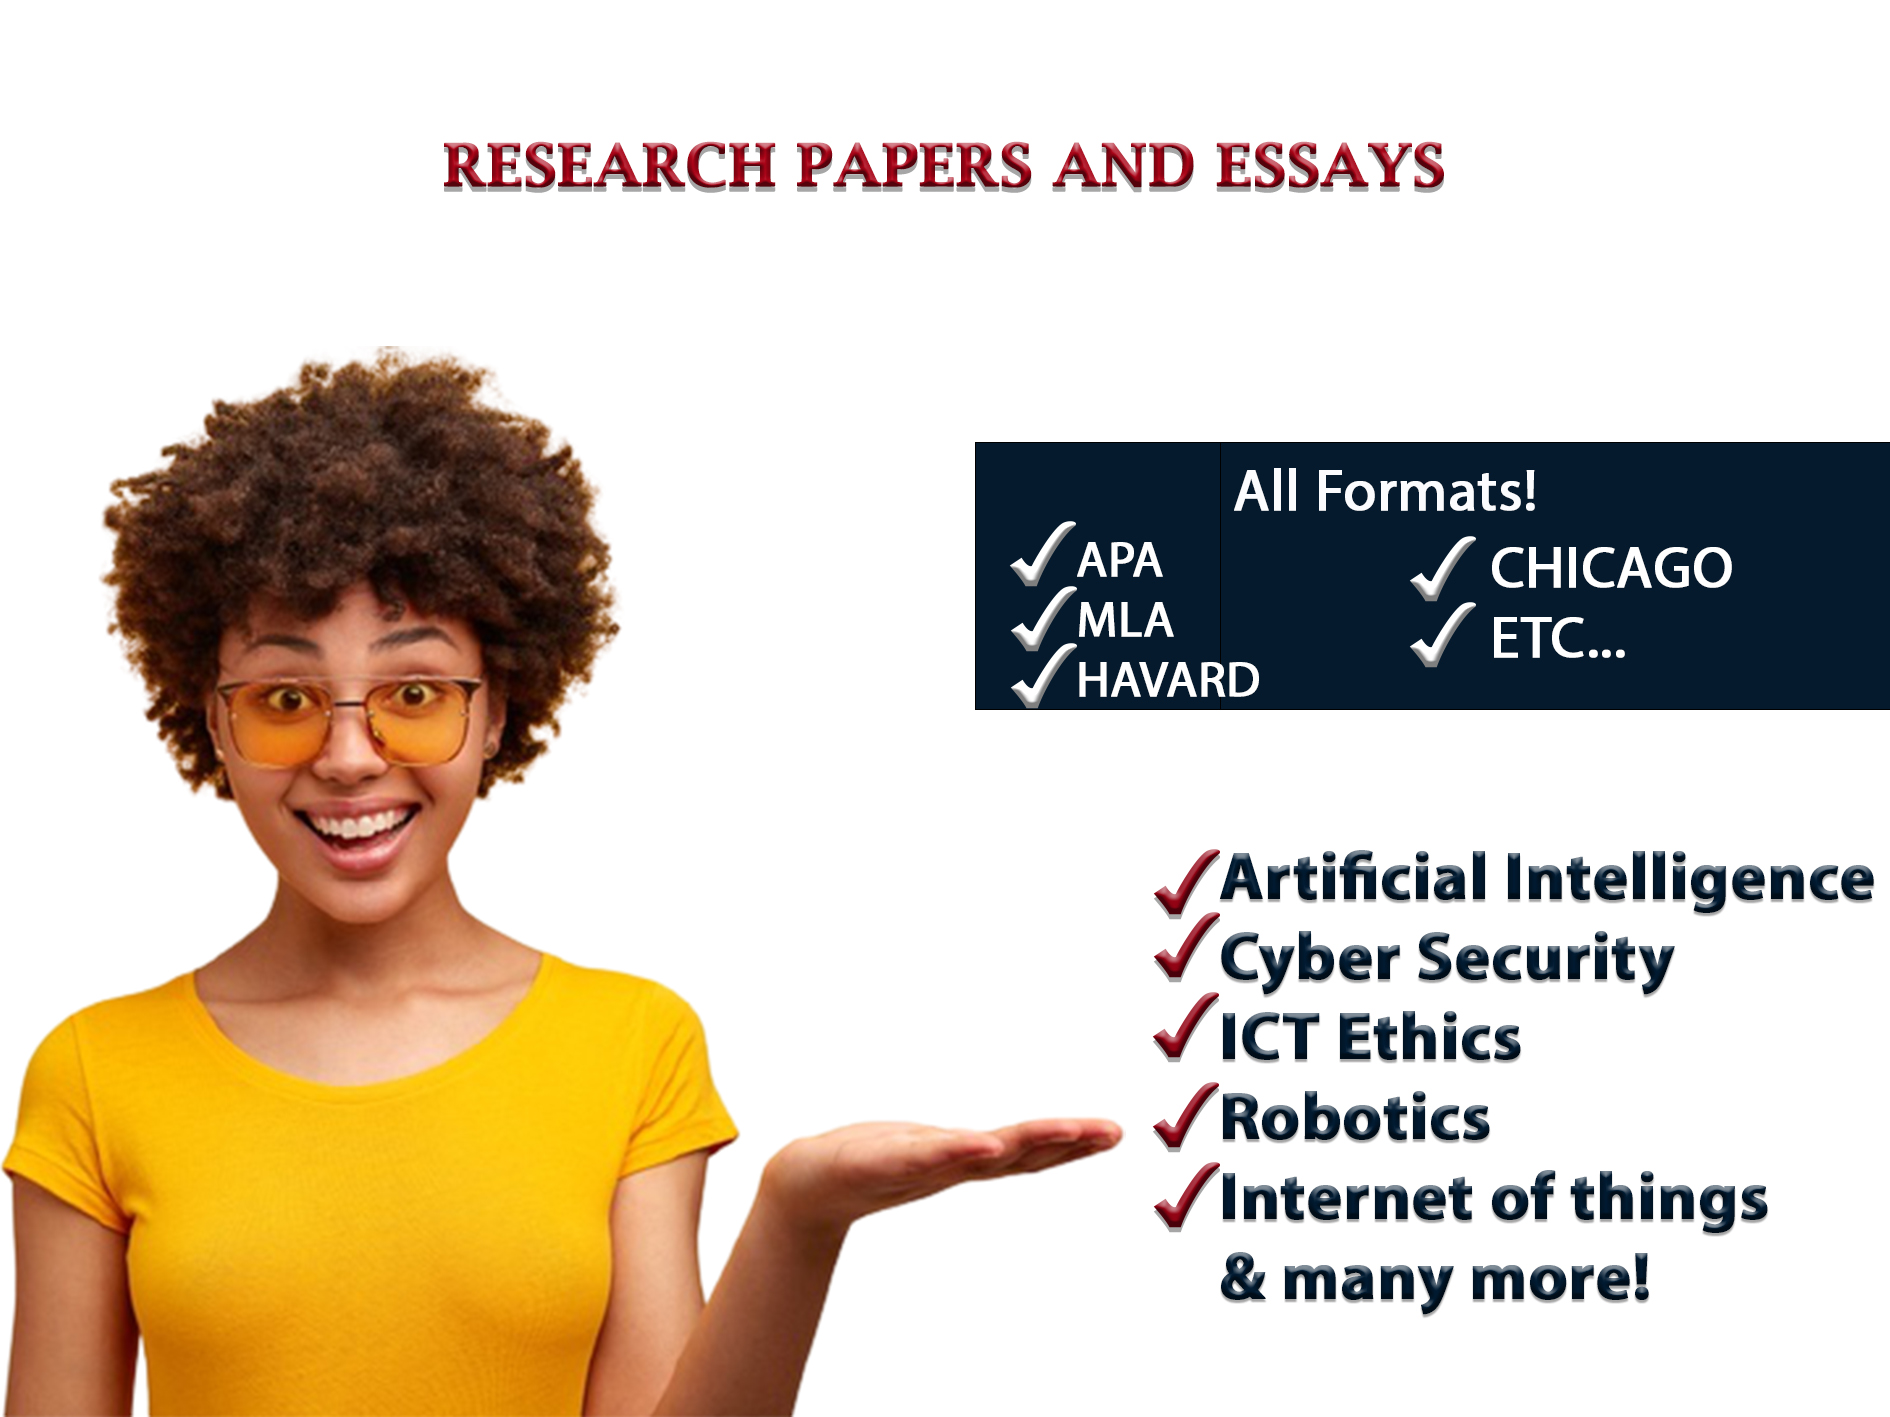 RESEARCH PAPERS AND ESSAYS
All Formats!
APA
MLA
HAVARD
CHICAGO
ETC...
Artificial Intelligence
Cyber Security
ICT Ethics
Robotics
Internet of things
& many more!